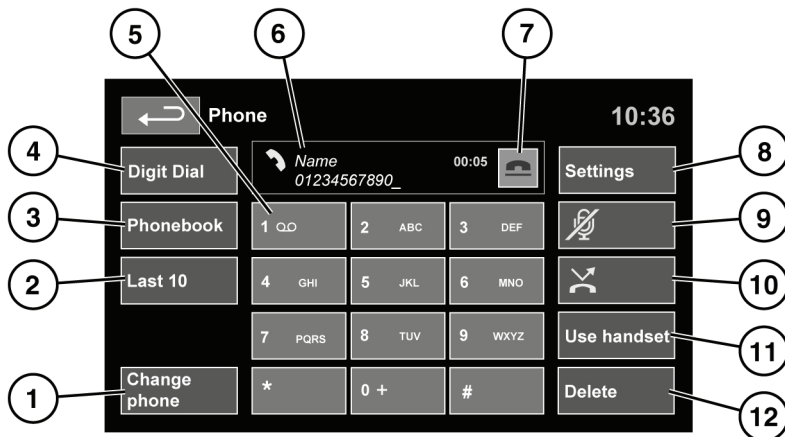 5
6
7
Phone
10:36
4
Digit Dial
Name
00:05
01234567890_
Settings
8
3
Phonebook
1
2 ABC
3 DEF
9
2
Last 10
4 GHI
5 JKL
6 MNO
10
7 PQRS
8 TUV
9 WXYZ
Use handset
11
1
Change
phone
*
0 +
#
Delete
12